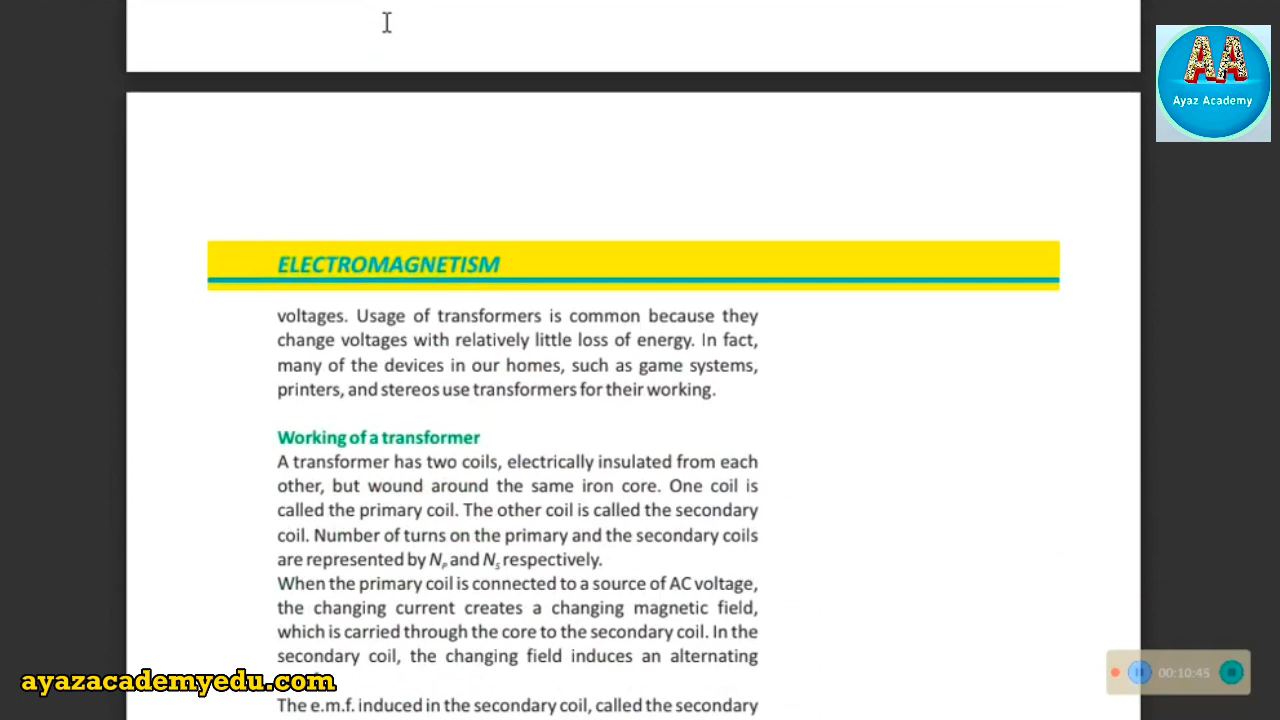 AA
Ayaz Academy
ELECTROMAGNETISM
voltages. Usage of transformers is common because they
change voltages with relatively little loss of energy. In fact,
many of the devices in our homes, such as game systems,
printers, and stereos use transformers for their working.
Working of a transformer
A transformer has two coils, electrically insulated from each
other, but wound around the same iron core. One coil is
called the primary coil. The other coil is called the secondary
coil. Number of turns on the primary and the secondary coils
are represented by Nₚ and Nₛ respectively.
When the primary coil is connected to a source of AC voltage,
the changing current creates a changing magnetic field,
which is carried through the core to the secondary coil. In the
secondary coil, the changing field induces an alternating
The e.m.f. induced in the secondary coil, called the secondary
ayazacademyedu.com
00:10:45